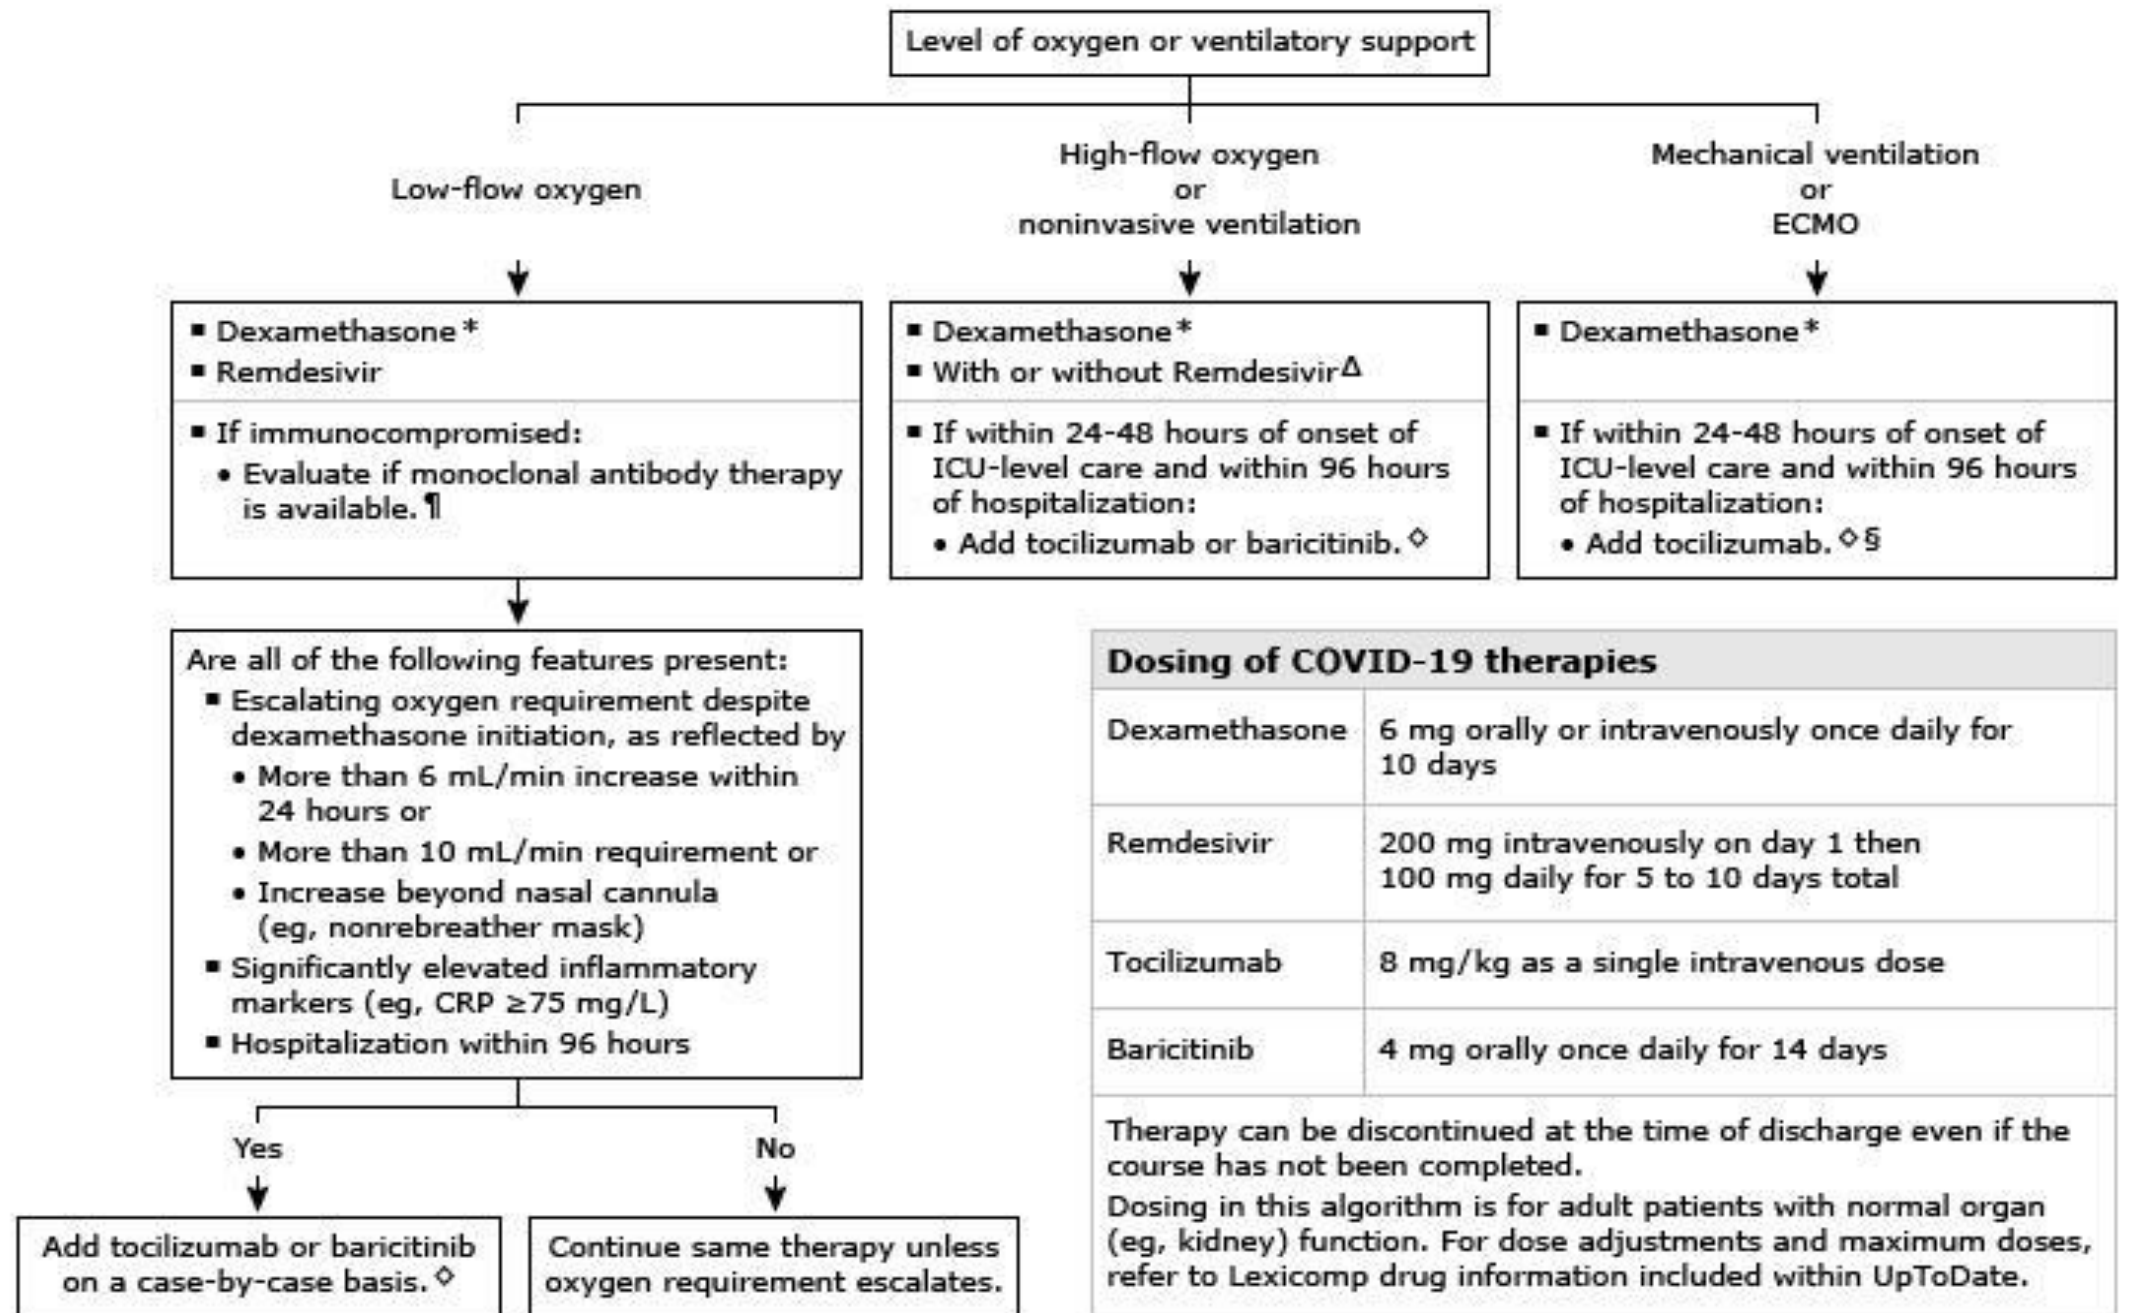 Level of oxygen or ventilatory support
Low-flow oxygen
High-flow oxygen
or
noninvasive ventilation
Mechanical ventilation
or
ECMO
▪ Dexamethasone*
▪ Remdesivir
▪ If immunocompromised:
• Evaluate if monoclonal antibody therapy
is available.¶
▪ Dexamethasone*
▪ With or without RemdesivirΔ
▪ If within 24-48 hours of onset of
ICU-level care and within 96 hours
of hospitalization:
• Add tocilizumab or baricitinib.◇
▪ Dexamethasone*
▪ If within 24-48 hours of onset of
ICU-level care and within 96 hours
of hospitalization:
• Add tocilizumab.◇§
Are all of the following features present:
▪ Escalating oxygen requirement despite
dexamethasone initiation, as reflected by
• More than 6 mL/min increase within
24 hours or
• More than 10 mL/min requirement or
• Increase beyond nasal cannula
(eg, nonrebreather mask)
▪ Significantly elevated inflammatory
markers (eg, CRP ≥75 mg/L)
▪ Hospitalization within 96 hours
Yes
No
Add tocilizumab or baricitinib
on a case-by-case basis.◇
Continue same therapy unless
oxygen requirement escalates.
Dosing of COVID-19 therapies
Dexamethasone
6 mg orally or intravenously once daily for
10 days
Remdesivir
200 mg intravenously on day 1 then
100 mg daily for 5 to 10 days total
Tocilizumab
8 mg/kg as a single intravenous dose
Baricitinib
4 mg orally once daily for 14 days
Therapy can be discontinued at the time of discharge even if the
course has not been completed.
Dosing in this algorithm is for adult patients with normal organ
(eg, kidney) function. For dose adjustments and maximum doses,
refer to Lexicomp drug information included within UpToDate.